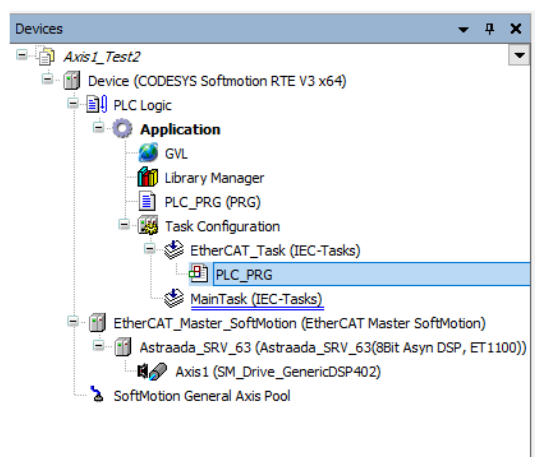 Devices
Axis1_Test2
Device (CODESYS Softmotion RTE V3 x64)
PLC Logic
Application
GVL
Library Manager
PLC_PRG (PRG)
Task Configuration
EtherCAT_Task (IEC-Tasks)
PLC_PRG
MainTask (IEC-Tasks)
EtherCAT_Master_SoftMotion (EtherCAT Master SoftMotion)
Astraada_SRV_63 (Astraada_SRV_63(8Bit Asyn DSP, ET1100))
Axis1 (SM_Drive_GenericDSP402)
SoftMotion General Axis Pool